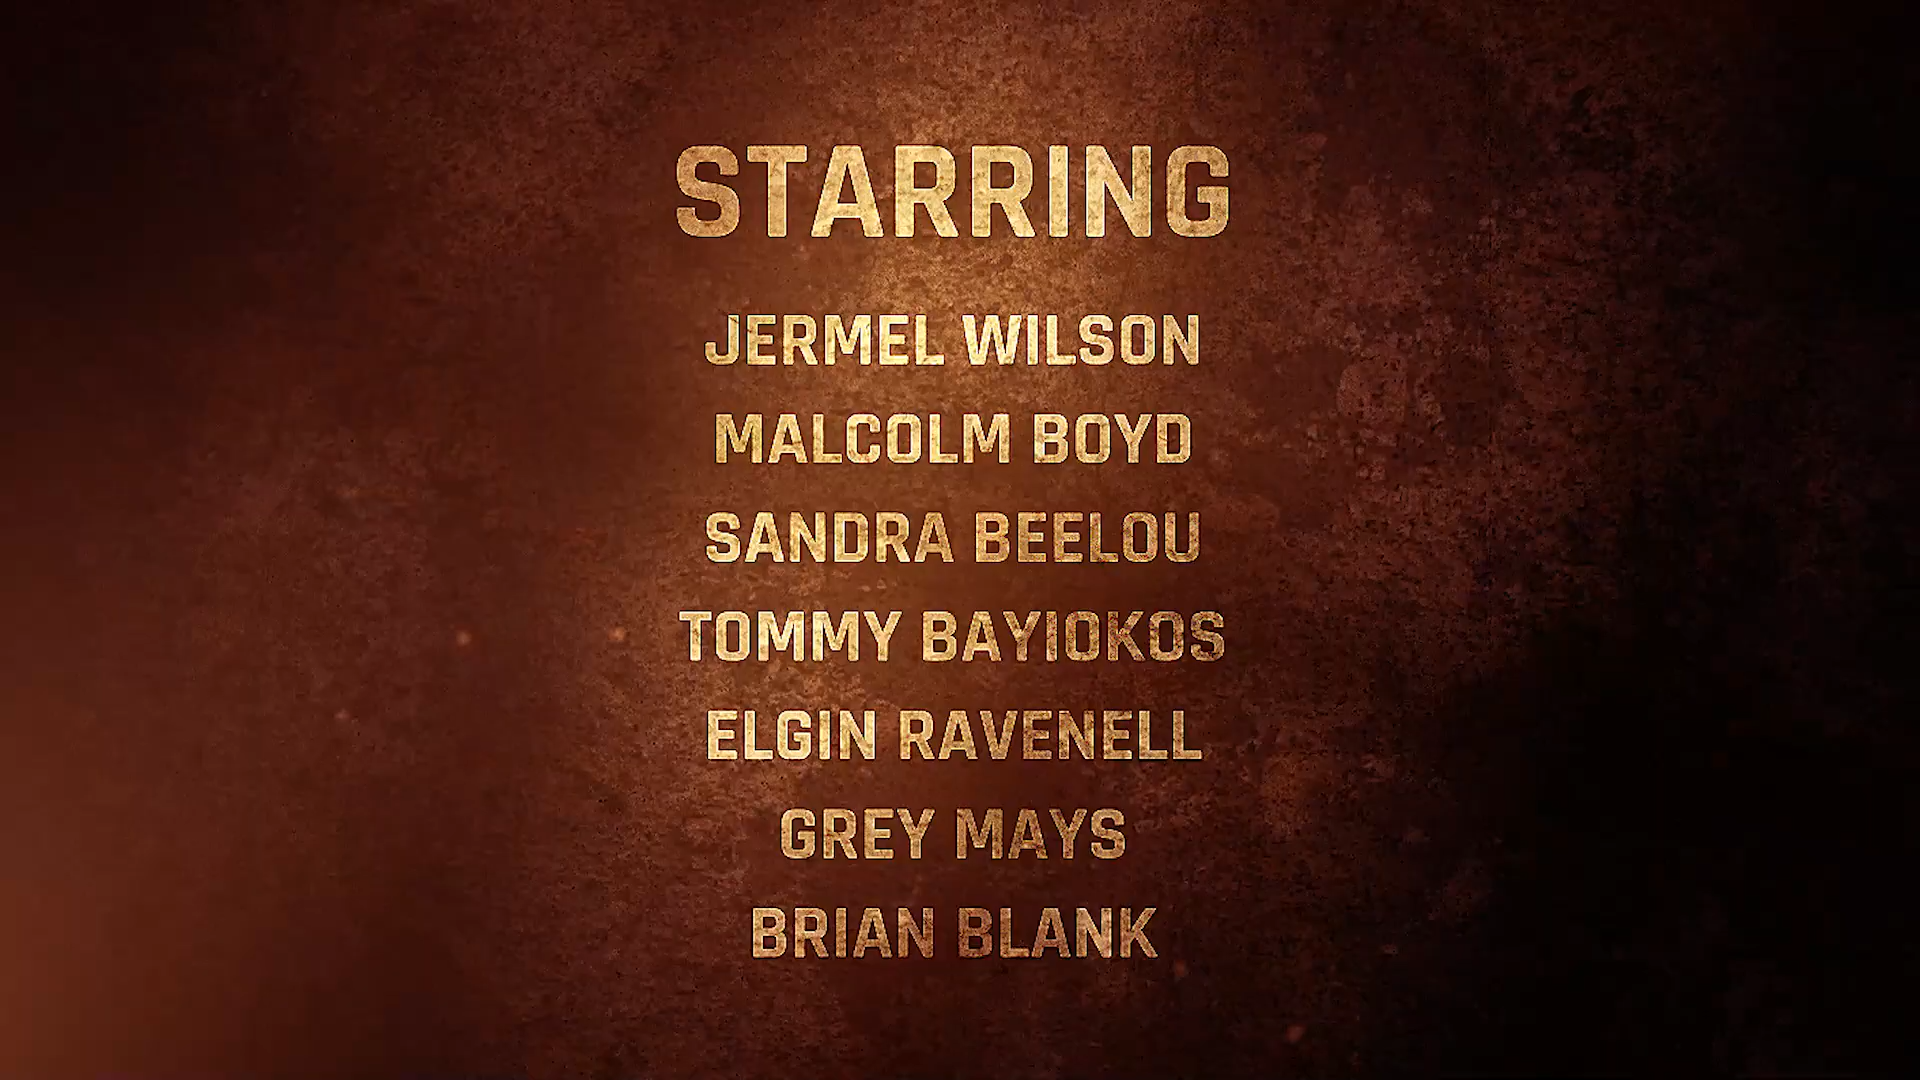 STARRING
JERMEL WILSON
MALCOLM BOYD
SANDRA BEELOU
TOMMY BAYIOKOS
ELGIN RAVENELL
GREY MAYS
BRIAN BLANK